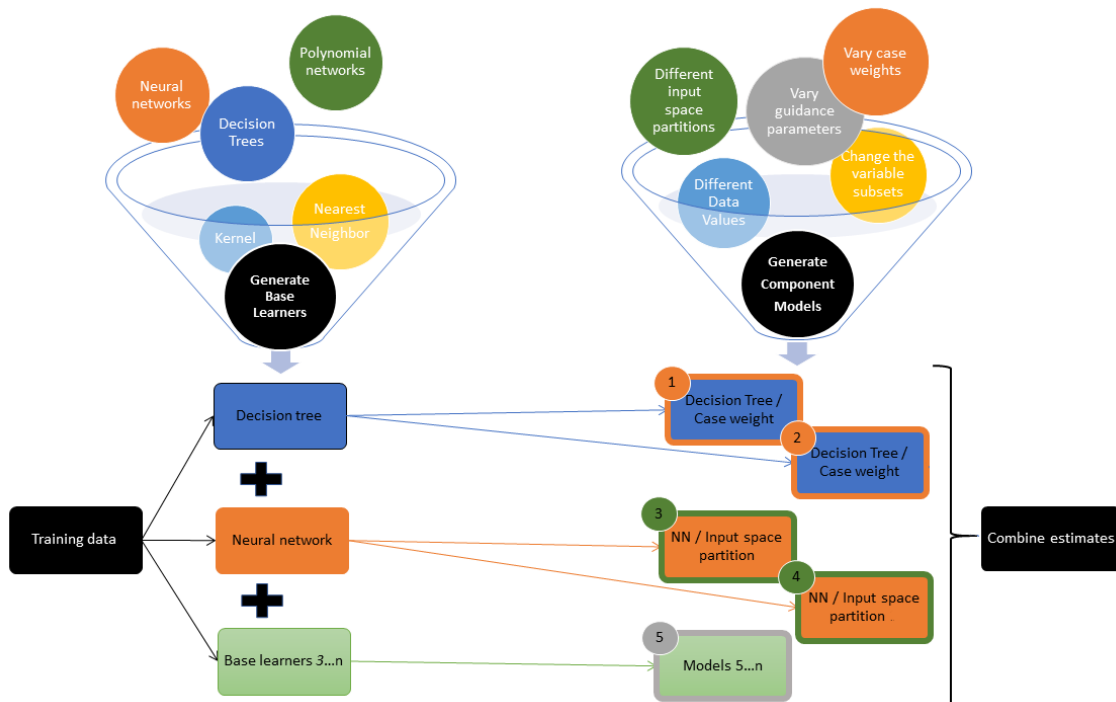 Neural
networks
Polynomial
networks
Decision
Trees
Kernel
Nearest
Neighbor
Generate
Base
Learners
Different
input
space
partitions
Vary
guidance
parameters
Vary case
weights
Different
Data
Values
Change the
variable
subsets
Generate
Component
Models
Training data
Decision tree
Neural network
Base learners 3...n
1
Decision Tree /
Case weight
2
Decision Tree /
Case weight
3
NN / Input space
partition
4
NN / Input space
partition .
5
Models 5...n
Combine estimates